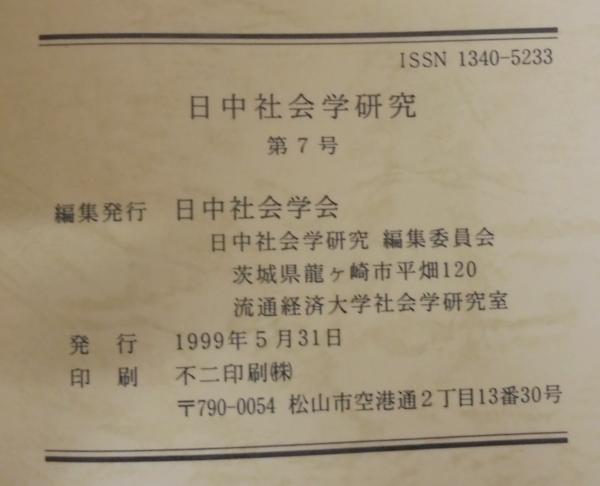 ISSN 1340-5233
日中社会学研究
第7号
編集発行 日中社会学会
日中社会学研究 編集委員会
茨城県龍ヶ崎市平畑120
流通経済大学社会学研究室
発行 1999年5月31日
印刷 不二印刷㈱
〒790-0054 松山市空港通2丁目13番30号